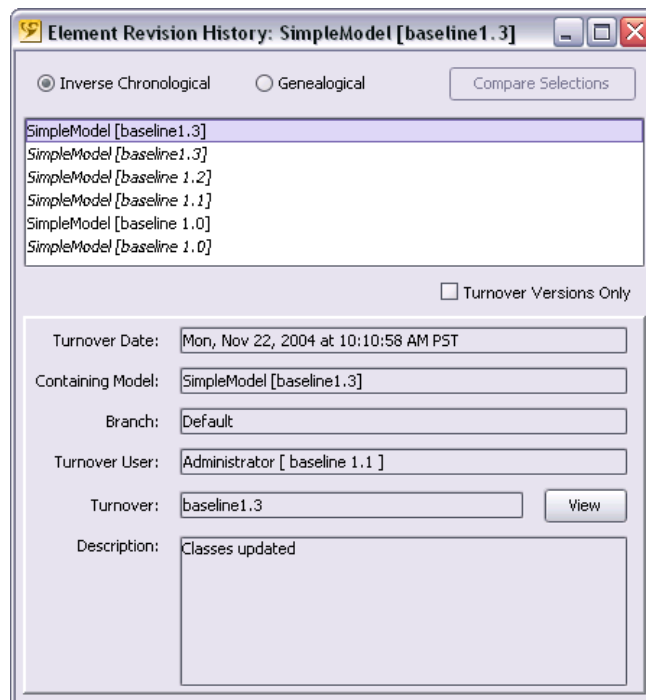 Element Revision History: SimpleModel [baseline1.3]
Inverse Chronological Genealogical Compare Selections
SimpleModel [baseline1.3]
SimpleModel [baseline1.3]
SimpleModel [baseline 1.2]
SimpleModel [baseline 1.1]
SimpleModel [baseline 1.0]
SimpleModel [baseline 1.0]
Turnover Versions Only
Turnover Date: Mon, Nov 22, 2004 at 10:10:58 AM PST
Containing Model: SimpleModel [baseline1.3]
Branch: Default
Turnover User: Administrator [ baseline 1.1 ]
Turnover: baseline1.3 View
Description: Classes updated